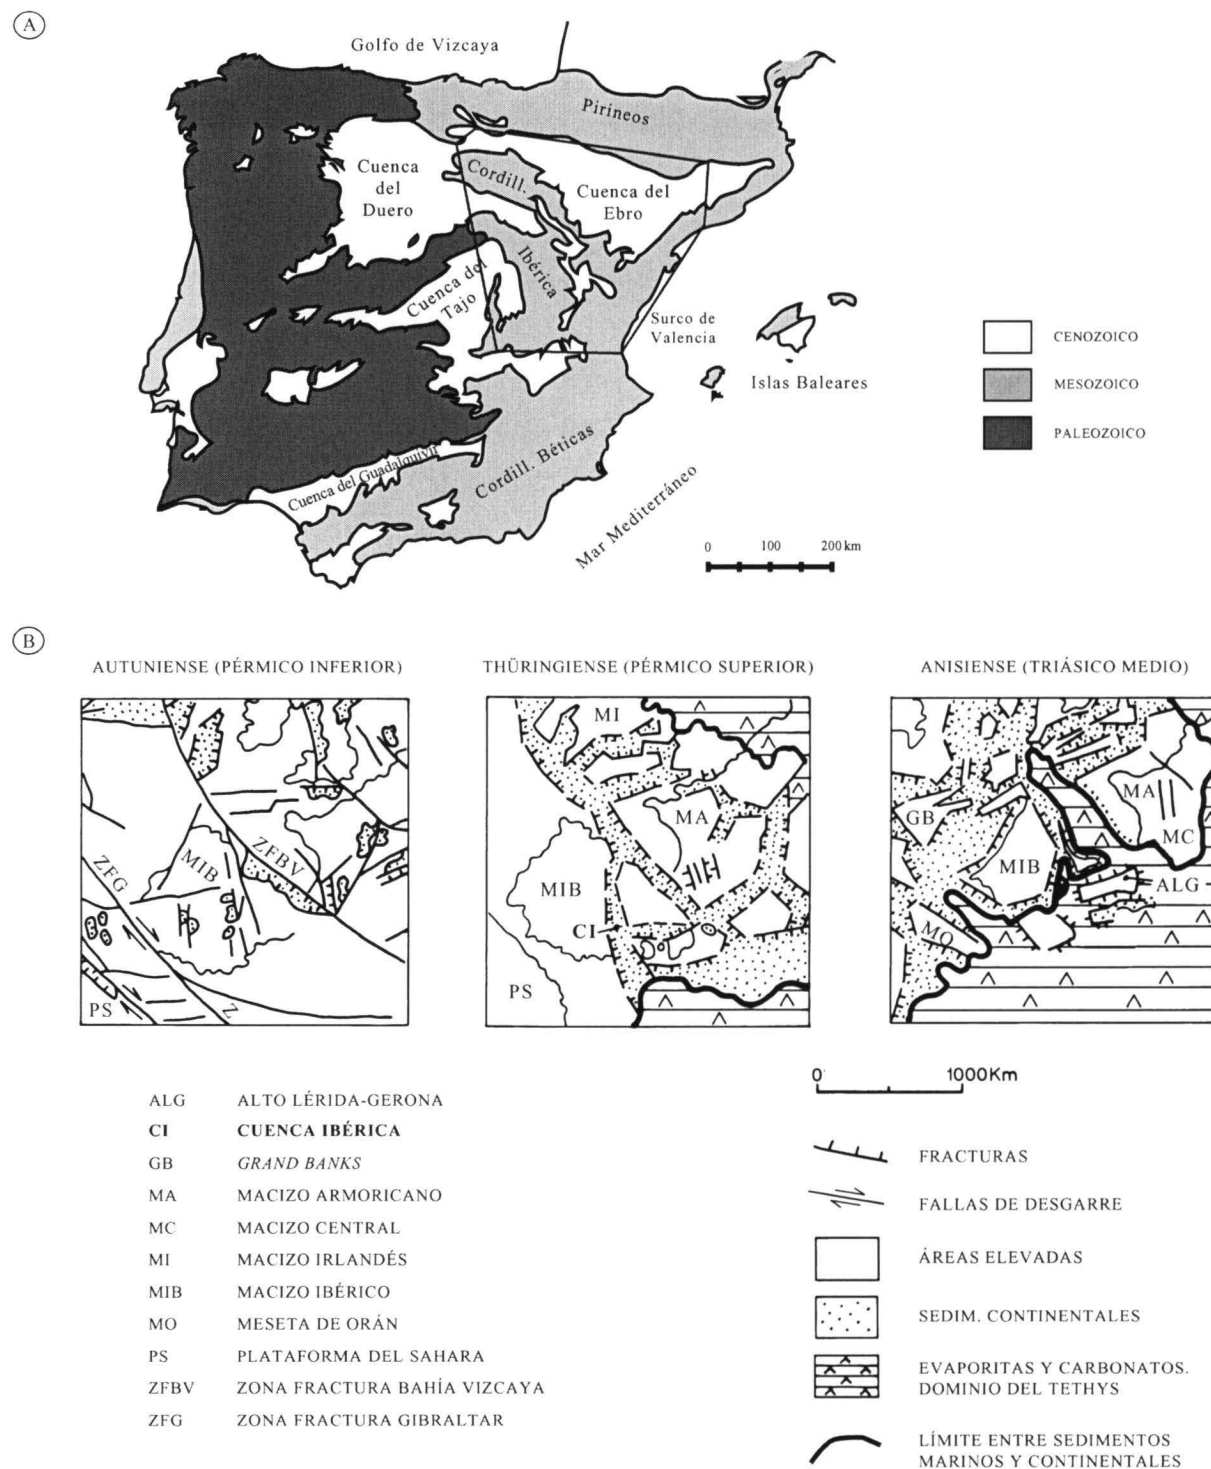 A
Golfo de Vizcaya
Pirineos
Cuenca
del
Duero
Cordill.
Ibérica
Cuenca del
Ebro
Cuenca del
Tajo
Surco de
Valencia
Islas Baleares
Cuenca del Guadalquivir
Cordill. Béticas
Mar Mediterráneo
CENOZOICO
MESOZOICO
PALEOZOICO
0 100 200 km
B
AUTUNIENSE (PÉRMICO INFERIOR)
THÜRINGIENSE (PÉRMICO SUPERIOR)
ANISIENSE (TRIÁSICO MEDIO)
ZFG
MIB
ZFBV
PS
Z
MI
MA
MIB
CI
PS
GB
MA
MC
MIB
ALG
MO
ALG ALTO LÉRIDA-GERONA
CI CUENCA IBÉRICA
GB GRAND BANKS
MA MACIZO ARMORICANO
MC MACIZO CENTRAL
MI MACIZO IRLANDÉS
MIB MACIZO IBÉRICO
MO MESETA DE ORÁN
PS PLATAFORMA DEL SAHARA
ZFBV ZONA FRACTURA BAHÍA VIZCAYA
ZFG ZONA FRACTURA GIBRALTAR
0 1000Km
FRACTURAS
FALLAS DE DESGARRE
ÁREAS ELEVADAS
SEDIM. CONTINENTALES
EVAPORITAS Y CARBONATOS.
DOMINIO DEL TETHYS
LÍMITE ENTRE SEDIMENTOS
MARINOS Y CONTINENTALES